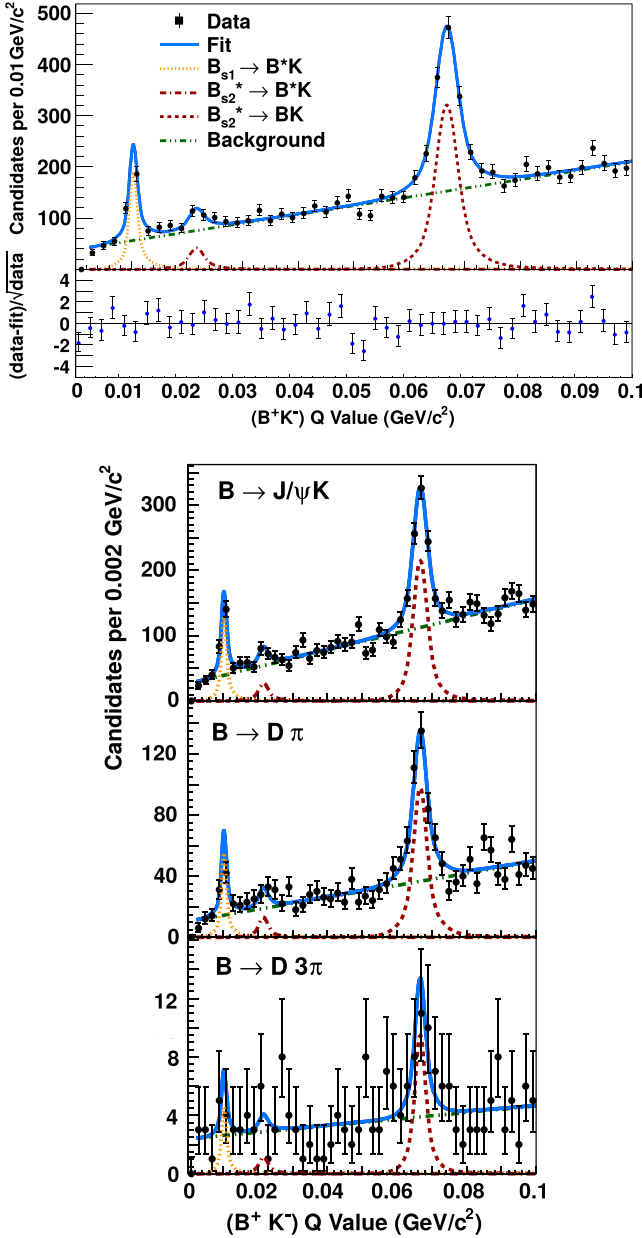 Candidates per 0.01 GeV/c²
500
400
300
200
100
Data
Fit
B_s1 → B*K
B_s2* → B*K
B_s2* → BK
Background
(data-fit)/√data
4
2
0
-2
-4
0 0.01 0.02 0.03 0.04 0.05 0.06 0.07 0.08 0.09 0.1
(B⁺K⁻) Q Value (GeV/c²)
Candidates per 0.002 GeV/c²
B → J/ψK
300
200
100
0
B → D π
120
80
40
0
B → D 3π
12
8
4
0
0 0.02 0.04 0.06 0.08 0.1
(B⁺ K⁻) Q Value (GeV/c²)